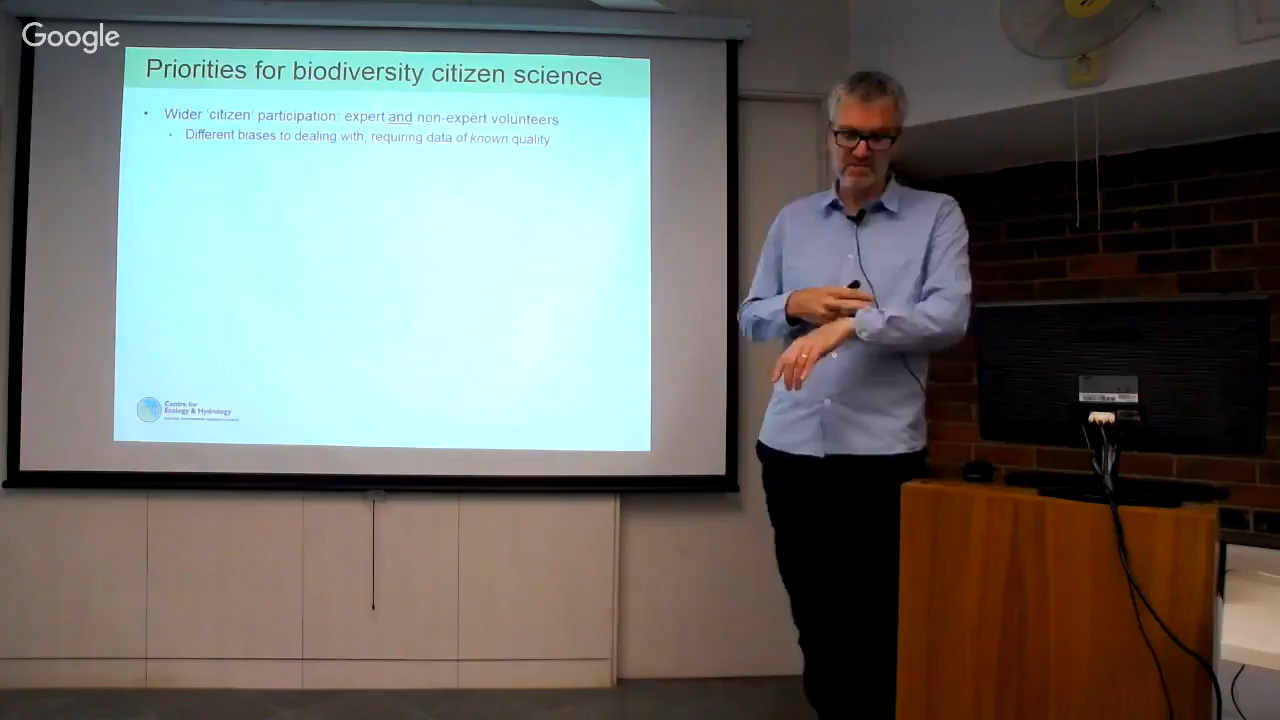 Google
Priorities for biodiversity citizen science
• Wider 'citizen' participation: expert and non-expert volunteers
• Different biases to dealing with, requiring data of known quality
Centre for
Ecology & Hydrology